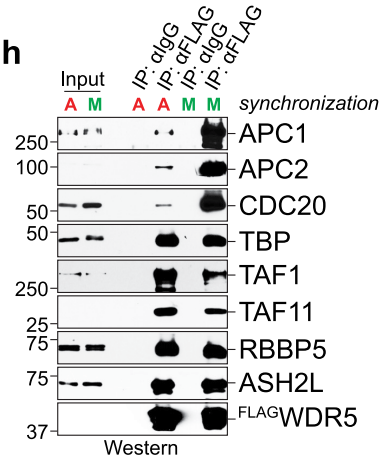 h
Input
IP: αIgG
IP: αFLAG
IP: αIgG
IP: αFLAG
A M A A M M synchronization
250 APC1
100 APC2
50 CDC20
50 TBP
250 TAF1
25 TAF11
75 RBBP5
75 ASH2L
37 FLAGWDR5
Western